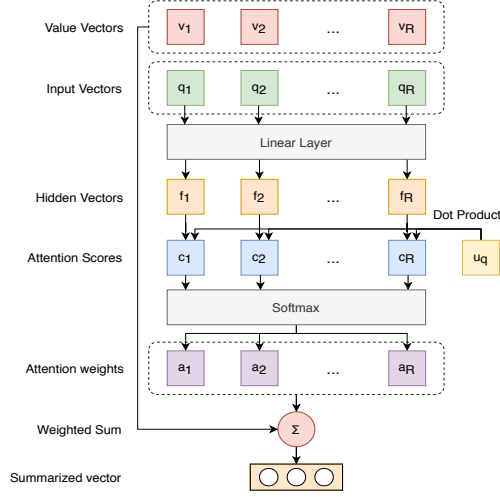 Value Vectors v1 v2 ... vR
Input Vectors q1 q2 ... qR
Linear Layer
Hidden Vectors f1 f2 ... fR
Dot Product
Attention Scores c1 c2 ... cR uq
Softmax
Attention weights a1 a2 ... aR
Weighted Sum Σ
Summarized vector